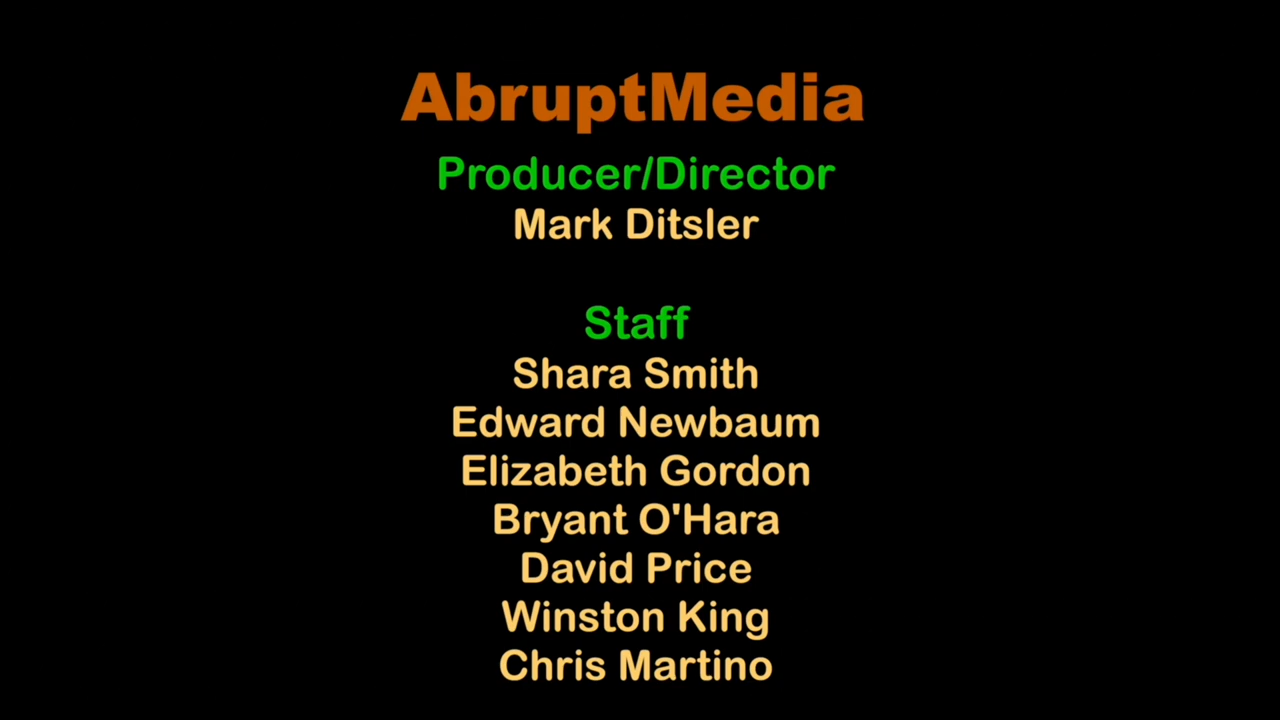 AbruptMedia
Producer/Director
Mark Ditsler
Staff
Shara Smith
Edward Newbaum
Elizabeth Gordon
Bryant O'Hara
David Price
Winston King
Chris Martino